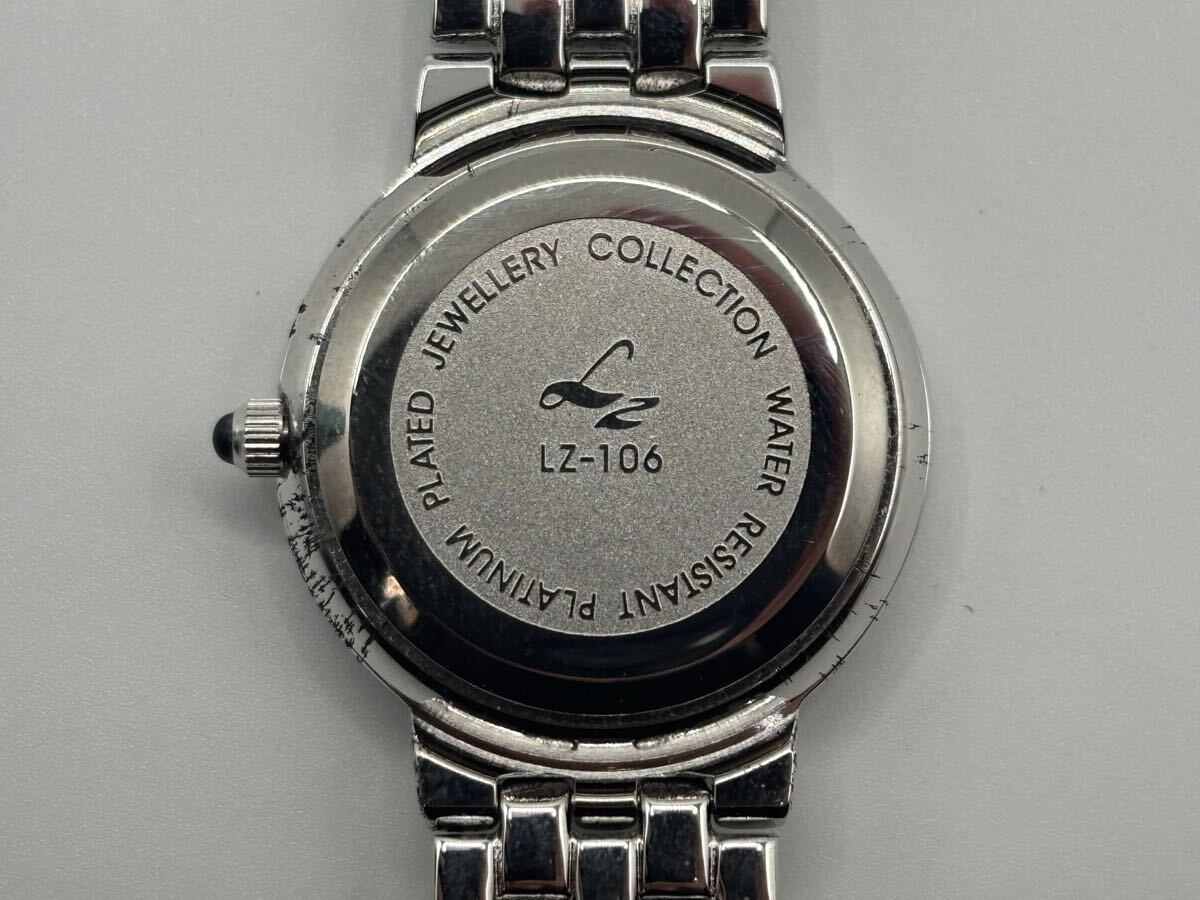 PLATINUM PLATED JEWELLERY COLLECTION WATER RESISTANT
LZ
LZ-106